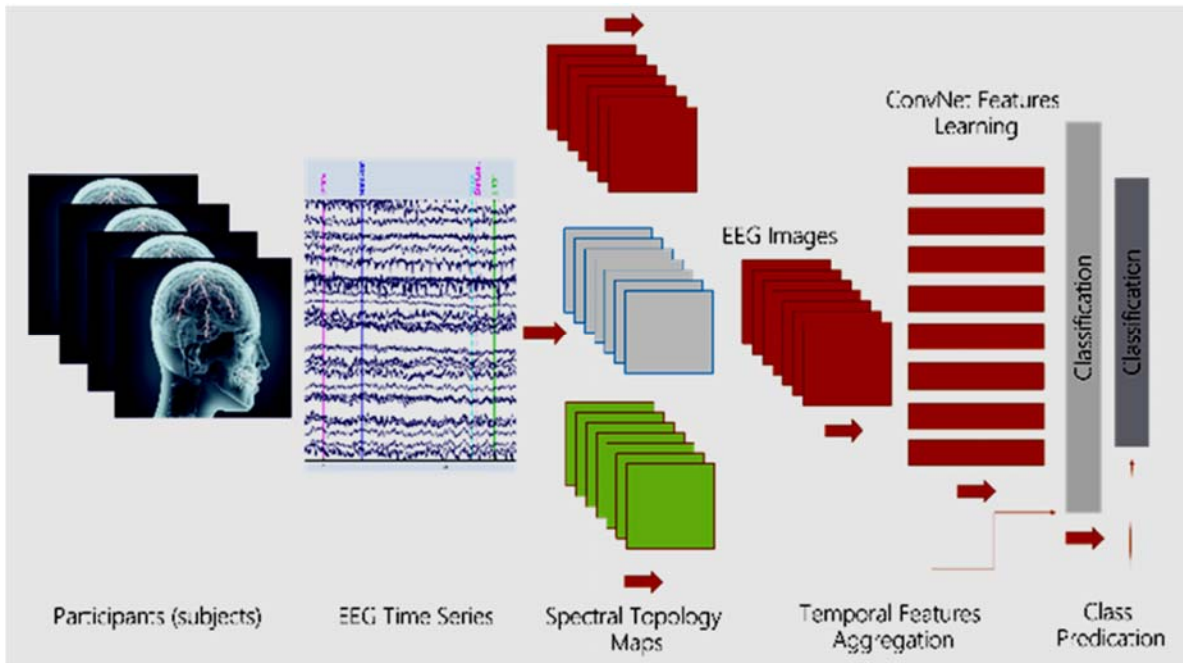 ConvNet Features
Learning
EEG Images
Classification
Classification
Participants (subjects)
EEG Time Series
Spectral Topology
Maps
Temporal Features
Aggregation
Class
Predication